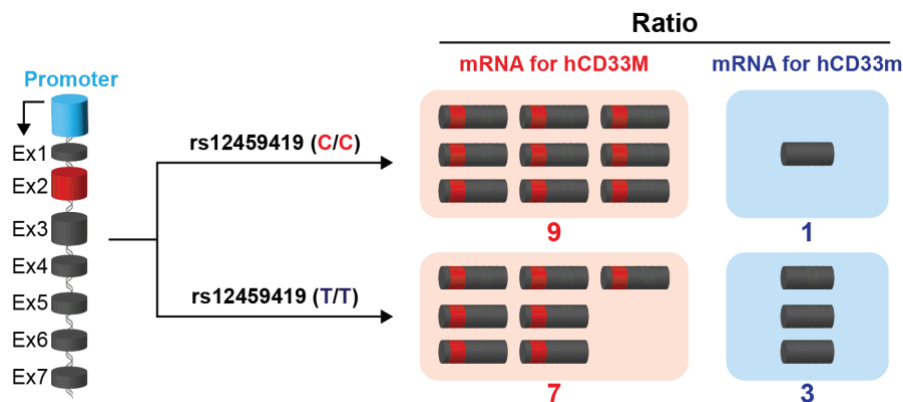 Ratio
Promoter
mRNA for hCD33M
mRNA for hCD33m
Ex1
Ex2
Ex3
Ex4
Ex5
Ex6
Ex7
rs12459419 (C/C)
9
1
rs12459419 (T/T)
7
3